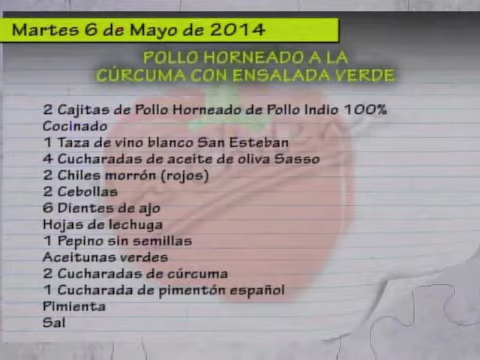 Martes 6 de Mayo de 2014
POLLO HORNEADO A LA
CÚRCUMA CON ENSALADA VERDE
2 Cajitas de Pollo Horneado de Pollo Indio 100%
Cocinado
1 Taza de vino blanco San Esteban
4 Cucharadas de aceite de oliva Sasso
2 Chiles morrón (rojos)
2 Cebollas
6 Dientes de ajo
Hojas de lechuga
1 Pepino sin semillas
Aceitunas verdes
2 Cucharadas de cúrcuma
1 Cucharada de pimentón español
Pimienta
Sal